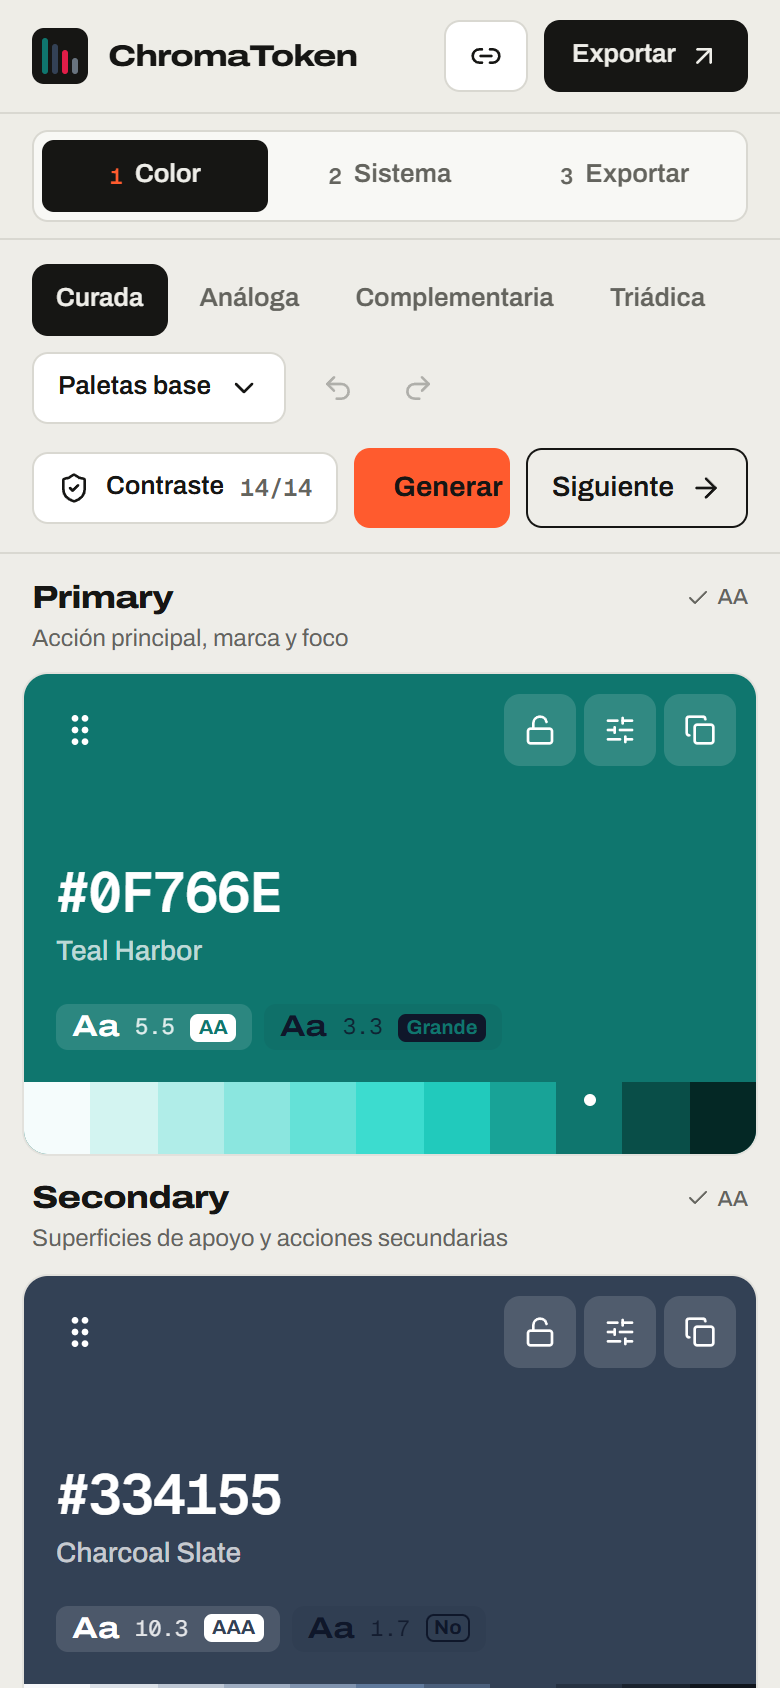 ChromaToken
Exportar
1 Color
2 Sistema
3 Exportar
Curada
Análoga
Complementaria
Triádica
Paletas base
Contraste 14/14
Generar
Siguiente
Primary
AA
Acción principal, marca y foco
#0F766E
Teal Harbor
Aa 5.5 AA
Aa 3.3 Grande
Secondary
AA
Superficies de apoyo y acciones secundarias
#334155
Charcoal Slate
Aa 10.3 AAA
Aa 1.7 No